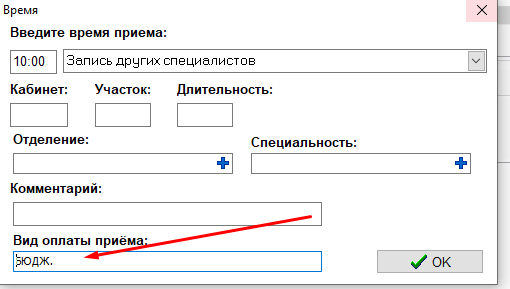 Время
Введите время приема:
10:00 Запись других специалистов
Кабинет: Участок: Длительность:
Отделение: Специальность:
Комментарий:
Вид оплаты приёма:
бюдж.
OK